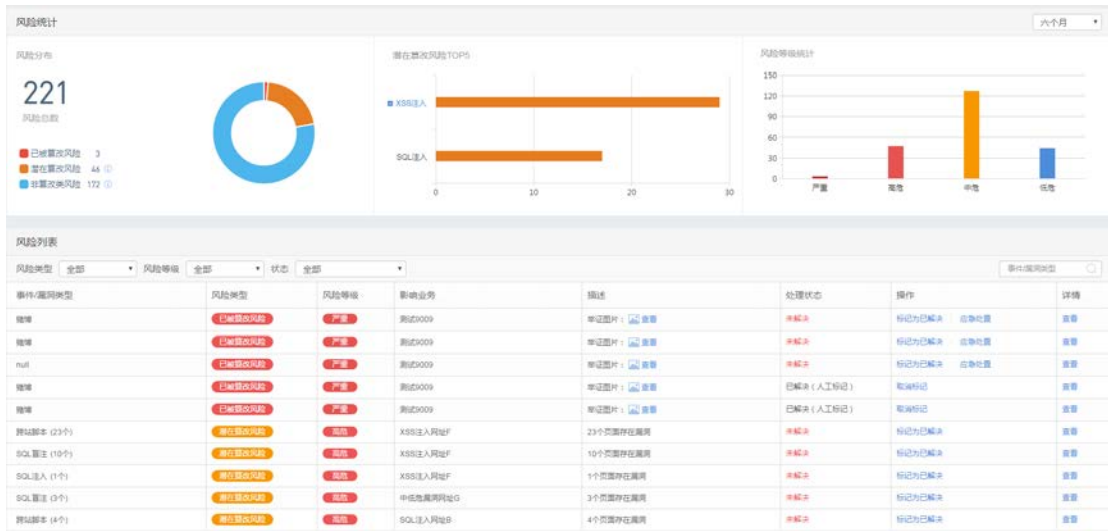 风险统计
六个月
风险分布
潜在篡改风险TOP5
风险等级统计
221
风险总数
已被篡改风险 3
潜在篡改风险 46
非篡改类风险 172
XSS注入
SQL注入
0 10 20 30
150
120
90
60
30
0
严重 高危 中危 低危
风险列表
风险类型 全部 风险等级 全部 状态 全部 事件/漏洞类型
事件/漏洞类型 风险类型 风险等级 影响业务 描述 处理状态 操作 详情
赌博 已被篡改风险 严重 测试9009 举证图片： 查看 未解决 标记为已解决 应急处置 查看
赌博 已被篡改风险 严重 测试9009 举证图片： 查看 未解决 标记为已解决 应急处置 查看
null 已被篡改风险 严重 测试9009 举证图片： 查看 未解决 标记为已解决 应急处置 查看
赌博 已被篡改风险 严重 测试9009 举证图片： 查看 已解决（人工标记） 取消标记 查看
赌博 已被篡改风险 严重 测试9009 举证图片： 查看 已解决（人工标记） 取消标记 查看
跨站脚本 (23个) 潜在篡改风险 高危 XSS注入网址F 23个页面存在漏洞 未解决 标记为已解决 查看
SQL盲注 (10个) 潜在篡改风险 高危 XSS注入网址F 10个页面存在漏洞 未解决 标记为已解决 查看
SQL注入 (1个) 潜在篡改风险 高危 XSS注入网址F 1个页面存在漏洞 未解决 标记为已解决 查看
SQL盲注 (3个) 潜在篡改风险 高危 中低危漏洞网址G 3个页面存在漏洞 未解决 标记为已解决 查看
跨站脚本 (4个) 潜在篡改风险 高危 SQL注入网址B 4个页面存在漏洞 未解决 标记为已解决 查看